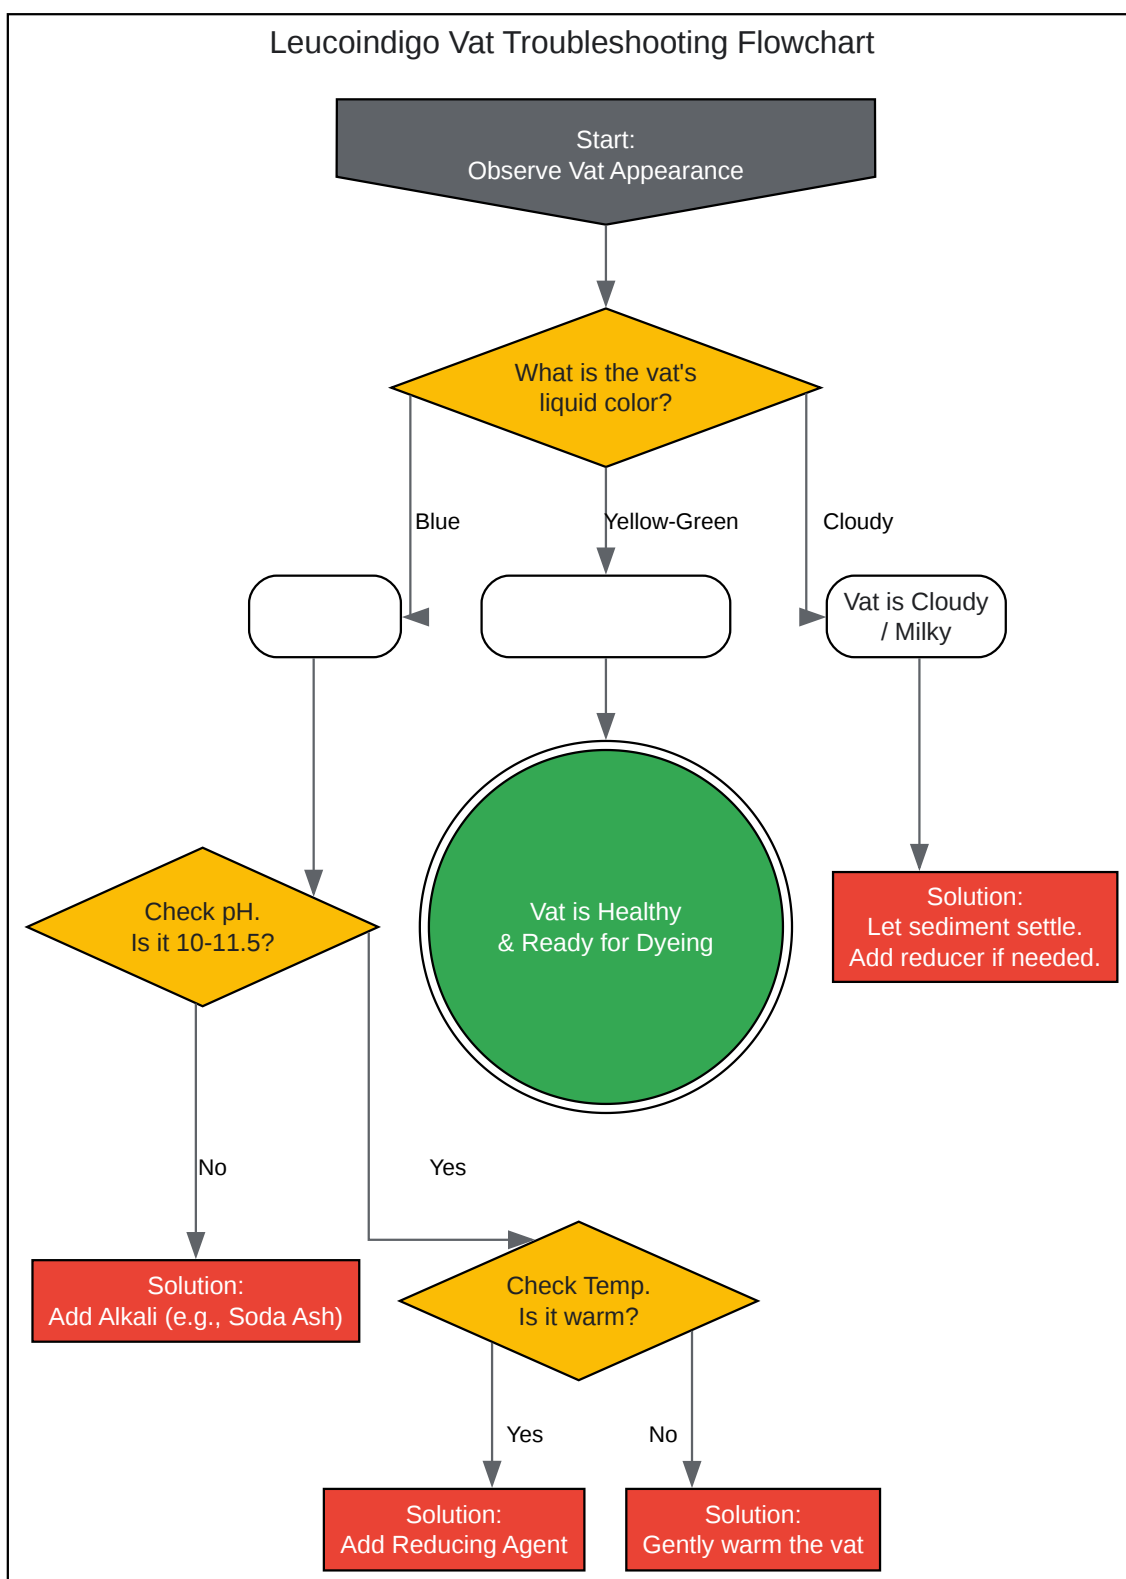 Leucoindigo Vat Troubleshooting Flowchart
Start:
Observe Vat Appearance
What is the vat's
liquid color?
Blue
Yellow-Green
Cloudy
Vat is Cloudy
/ Milky
Check pH.
Is it 10-11.5?
Vat is Healthy
& Ready for Dyeing
Solution:
Let sediment settle.
Add reducer if needed.
No
Yes
Solution:
Add Alkali (e.g., Soda Ash)
Check Temp.
Is it warm?
Yes
No
Solution:
Add Reducing Agent
Solution:
Gently warm the vat